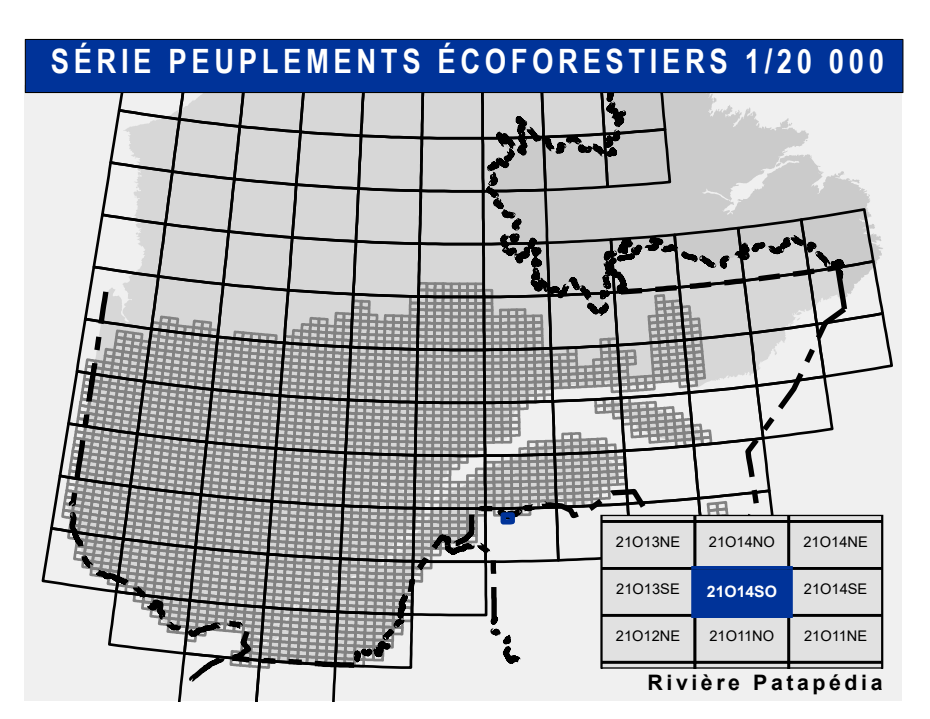 SÉRIE PEUPLEMENTS ÉCOFORESTIERS 1/20 000
21O13NE 21O14NO 21O14NE
21O13SE 21O14SO 21O14SE
21O12NE 21O11NO 21O11NE
Rivière Patapédia